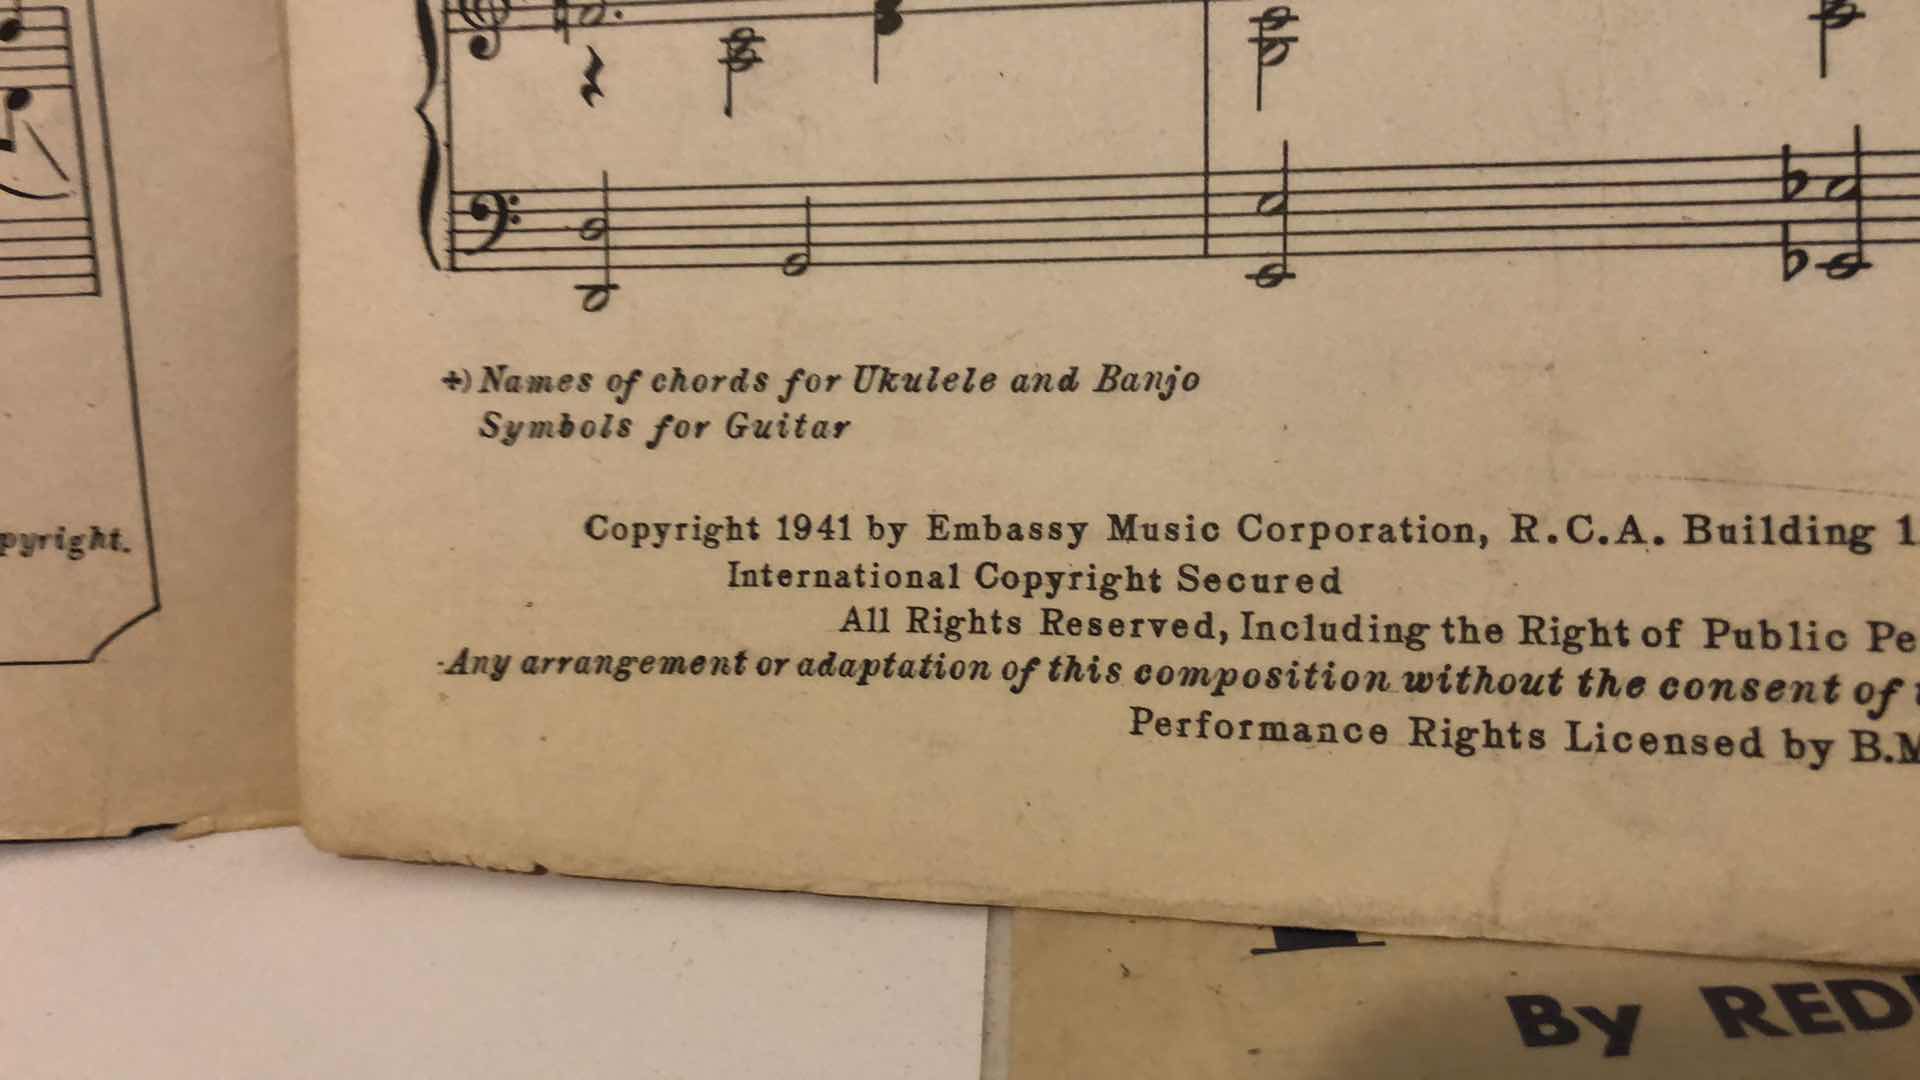 pyright.
+) Names of chords for Ukulele and Banjo
Symbols for Guitar
Copyright 1941 by Embassy Music Corporation, R.C.A. Building
International Copyright Secured
All Rights Reserved, Including the Right of Public Pe
-Any arrangement or adaptation of this composition without the consent of
Performance Rights Licensed by B.M
By RED